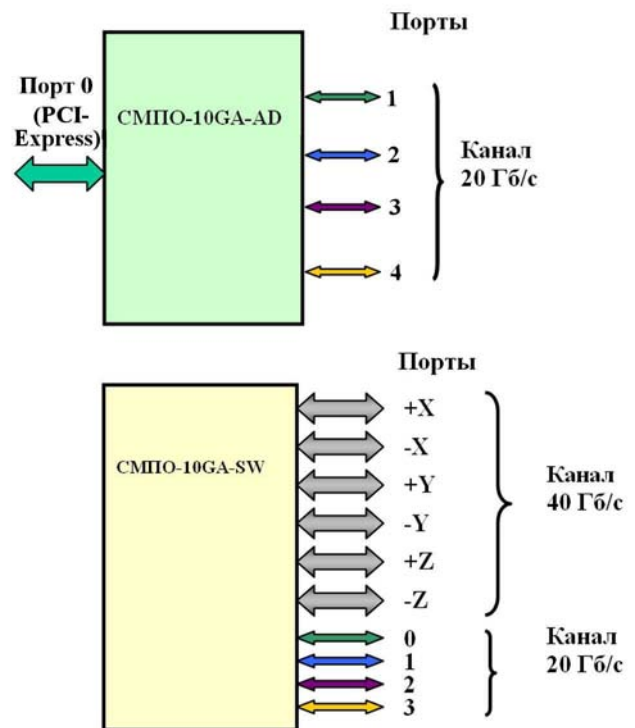 Порты
Порт 0
(PCI-
Express)
СМПО-10GA-AD
1
2
3
4
Канал
20 Гб/с
Порты
СМПО-10GA-SW
+X
-X
+Y
-Y
+Z
-Z
Канал
40 Гб/с
0
1
2
3
Канал
20 Гб/с